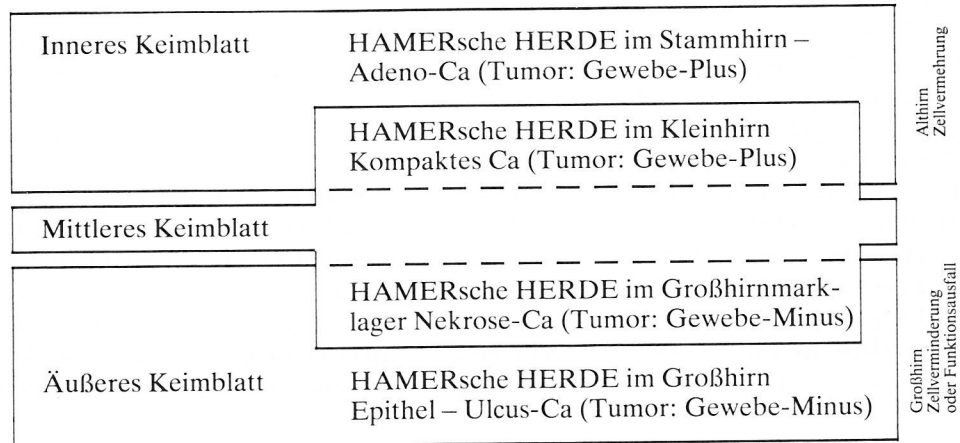 Inneres Keimblatt
HAMERsche HERDE im Stammhirn –
Adeno-Ca (Tumor: Gewebe-Plus)
HAMERsche HERDE im Kleinhirn
Kompaktes Ca (Tumor: Gewebe-Plus)
Althirn
Zellvermehrung
Mittleres Keimblatt
HAMERsche HERDE im Großhirnmark-
lager Nekrose-Ca (Tumor: Gewebe-Minus)
Äußeres Keimblatt
HAMERsche HERDE im Großhirn
Epithel – Ulcus-Ca (Tumor: Gewebe-Minus)
Großhirn
Zellverminderung
oder Funktionsausfall